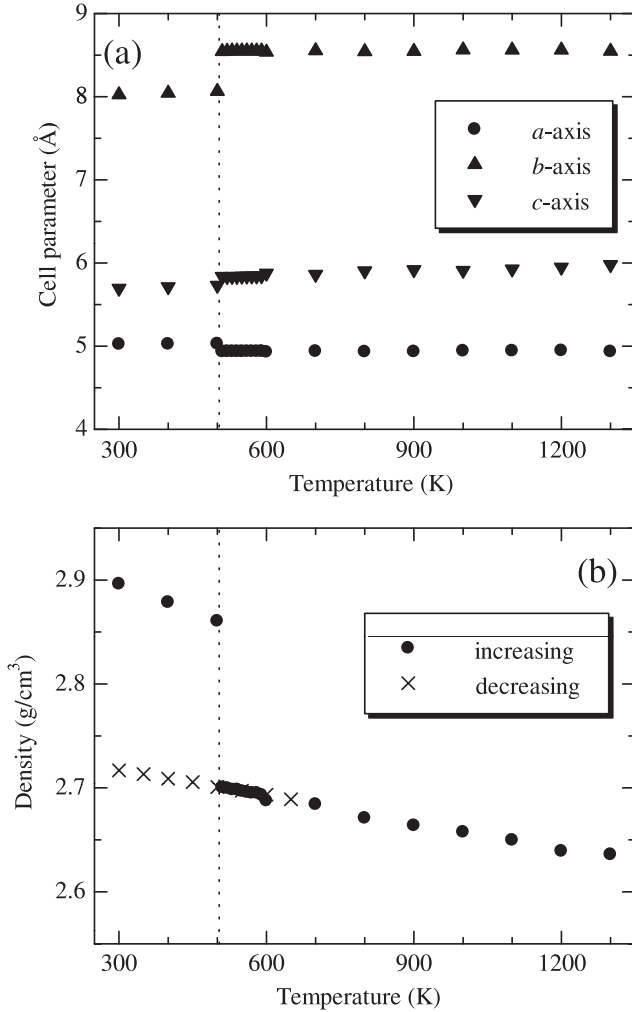 (a)
9
8
7
6
5
4
Cell parameter (Å)
a-axis
b-axis
c-axis
300
600
900
1200
Temperature (K)
(b)
2.9
2.8
2.7
2.6
Density (g/cm³)
increasing
decreasing
300
600
900
1200
Temperature (K)